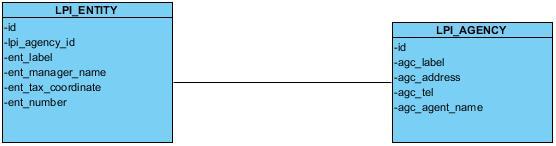 LPI_ENTITY
-id
-lpi_agency_id
-ent_label
-ent_manager_name
-ent_tax_coordinate
-ent_number
LPI_AGENCY
-id
-agc_label
-agc_address
-agc_tel
-agc_agent_name